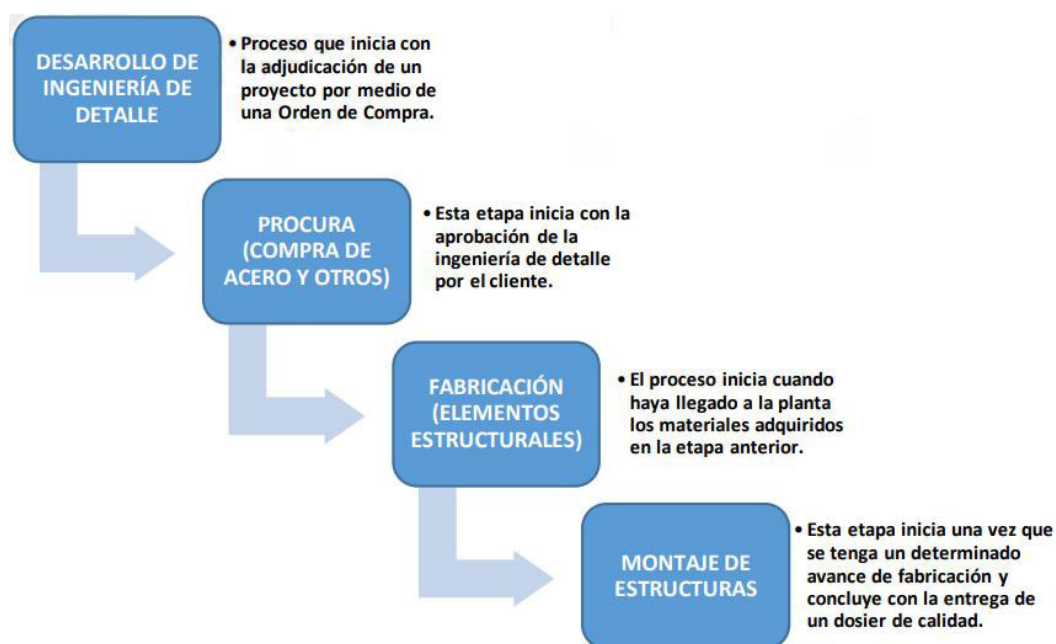 DESARROLLO DE
INGENIERÍA DE
DETALLE
• Proceso que inicia con
la adjudicación de un
proyecto por medio de
una Orden de Compra.
PROCURA
(COMPRA DE
ACERO Y OTROS)
• Esta etapa inicia con la
aprobación de la
ingeniería de detalle
por el cliente.
FABRICACIÓN
(ELEMENTOS
ESTRUCTURALES)
• El proceso inicia cuando
haya llegado a la planta
los materiales adquiridos
en la etapa anterior.
MONTAJE DE
ESTRUCTURAS
• Esta etapa inicia una vez que
se tenga un determinado
avance de fabricación y
concluye con la entrega de
un dosier de calidad.